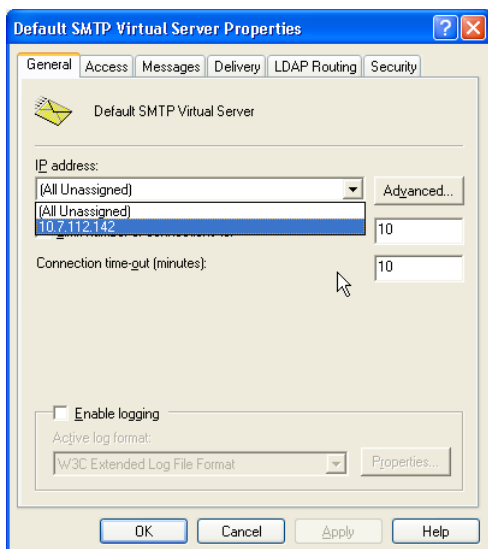 Default SMTP Virtual Server Properties
General Access Messages Delivery LDAP Routing Security
Default SMTP Virtual Server
IP address:
(All Unassigned) Advanced...
(All Unassigned)
10.7.112.142
10
Connection time-out (minutes): 10
Enable logging
Active log format:
W3C Extended Log File Format Properties...
OK Cancel Apply Help